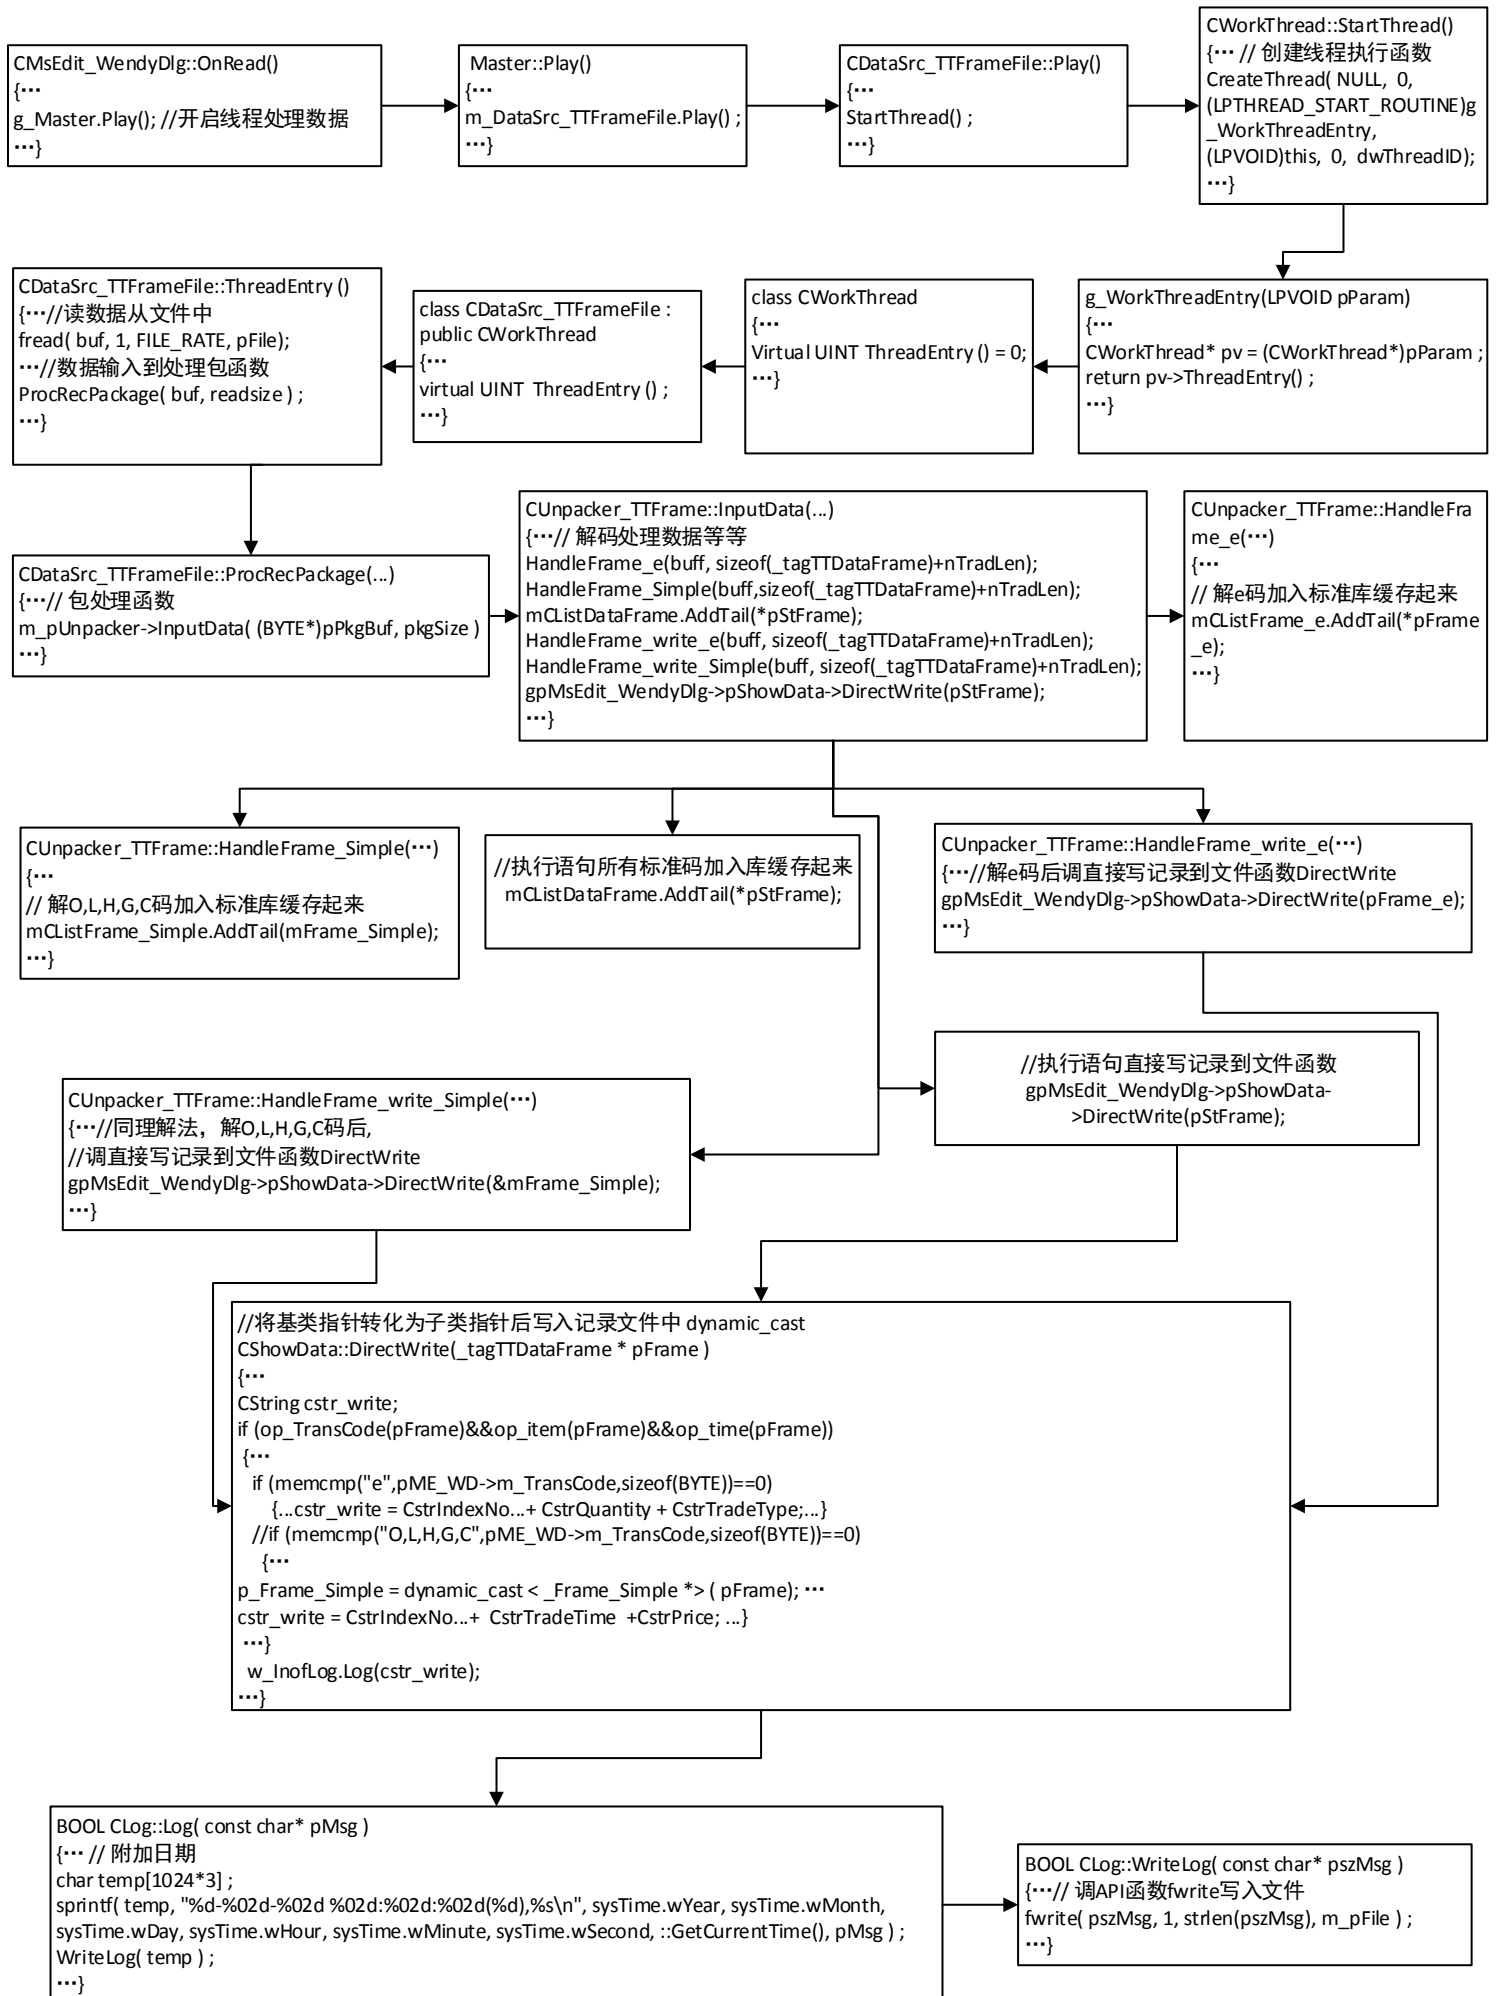 CMsEdit_WendyDlg::OnRead()
{···
g_Master.Play(); //开启线程处理数据
···}
Master::Play()
{···
m_DataSrc_TTFrameFile.Play() ;
···}
CDataSrc_TTFrameFile::Play()
{···
StartThread() ;
···}
CWorkThread::StartThread()
{··· // 创建线程执行函数
CreateThread( NULL, 0,
(LPTHREAD_START_ROUTINE)g
_WorkThreadEntry,
(LPVOID)this, 0, dwThreadID);
···}
g_WorkThreadEntry(LPVOID pParam)
{···
CWorkThread* pv = (CWorkThread*)pParam ;
return pv->ThreadEntry() ;
···}
class CWorkThread
{···
Virtual UINT ThreadEntry () = 0;
···}
class CDataSrc_TTFrameFile :
public CWorkThread
{···
virtual UINT ThreadEntry () ;
···}
CDataSrc_TTFrameFile::ThreadEntry ()
{···//读数据从文件中
fread( buf, 1, FILE_RATE, pFile);
···//数据输入到处理包函数
ProcRecPackage( buf, readsize ) ;
···}
CDataSrc_TTFrameFile::ProcRecPackage(...)
{···// 包处理函数
m_pUnpacker->InputData( (BYTE*)pPkgBuf, pkgSize )
···}
CUnpacker_TTFrame::InputData(...)
{···// 解码处理数据等等
HandleFrame_e(buff, sizeof(_tagTTDataFrame)+nTradLen);
HandleFrame_Simple(buff,sizeof(_tagTTDataFrame)+nTradLen);
mCListDataFrame.AddTail(*pStFrame);
HandleFrame_write_e(buff, sizeof(_tagTTDataFrame)+nTradLen);
HandleFrame_write_Simple(buff, sizeof(_tagTTDataFrame)+nTradLen);
gpMsEdit_WendyDlg->pShowData->DirectWrite(pStFrame);
···}
CUnpacker_TTFrame::HandleFra
me_e(···)
{···
// 解e码加入标准库缓存起来
mCListFrame_e.AddTail(*pFrame
_e);
···}
CUnpacker_TTFrame::HandleFrame_Simple(···)
{···
// 解O,L,H,G,C码加入标准库缓存起来
mCListFrame_Simple.AddTail(mFrame_Simple);
···}
//执行语句所有标准码加入库缓存起来
mCListDataFrame.AddTail(*pStFrame);
CUnpacker_TTFrame::HandleFrame_write_e(···)
{···//解e码后调直接写记录到文件函数DirectWrite
gpMsEdit_WendyDlg->pShowData->DirectWrite(pFrame_e);
···}
//执行语句直接写记录到文件函数
gpMsEdit_WendyDlg->pShowData-
>DirectWrite(pStFrame);
CUnpacker_TTFrame::HandleFrame_write_Simple(···)
{···//同理解法，解O,L,H,G,C码后,
//调直接写记录到文件函数DirectWrite
gpMsEdit_WendyDlg->pShowData->DirectWrite(&mFrame_Simple);
···}
//将基类指针转化为子类指针后写入记录文件中 dynamic_cast
CShowData::DirectWrite(_tagTTDataFrame * pFrame )
{···
CString cstr_write;
if (op_TransCode(pFrame)&&op_item(pFrame)&&op_time(pFrame))
{···
if (memcmp("e",pME_WD->m_TransCode,sizeof(BYTE))==0)
{...cstr_write = CstrIndexNo...+ CstrQuantity + CstrTradeType;...}
//if (memcmp("O,L,H,G,C",pME_WD->m_TransCode,sizeof(BYTE))==0)
{···
p_Frame_Simple = dynamic_cast < _Frame_Simple *> ( pFrame); ···
cstr_write = CstrIndexNo...+ CstrTradeTime +CstrPrice; ...}
···}
w_InofLog.Log(cstr_write);
···}
BOOL CLog::Log( const char* pMsg )
{··· // 附加日期
char temp[1024*3] ;
sprintf( temp, "%d-%02d-%02d %02d:%02d:%02d(%d),%s\n", sysTime.wYear, sysTime.wMonth,
sysTime.wDay, sysTime.wHour, sysTime.wMinute, sysTime.wSecond, ::GetCurrentTime(), pMsg ) ;
WriteLog( temp ) ;
···}
BOOL CLog::WriteLog( const char* pszMsg )
{···// 调API函数fwrite写入文件
fwrite( pszMsg, 1, strlen(pszMsg), m_pFile ) ;
···}